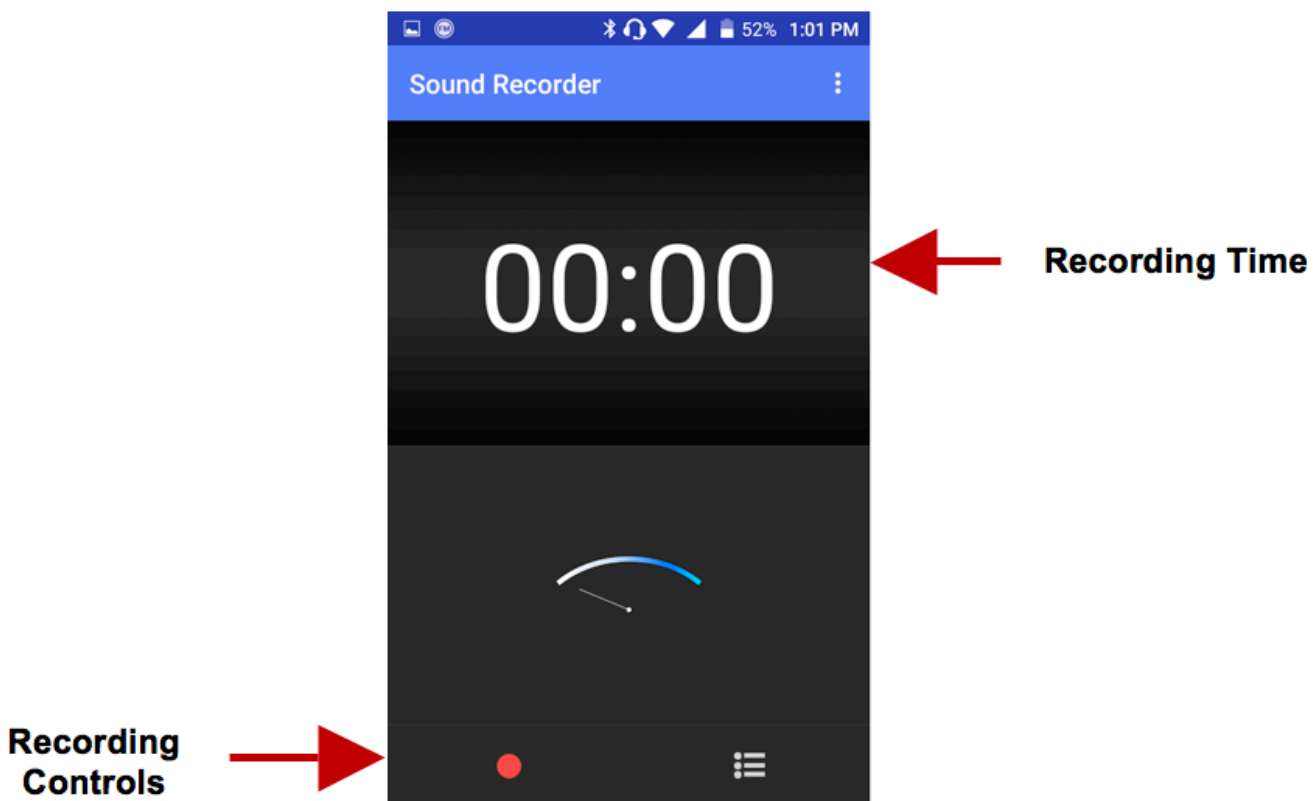 52% 1:01 PM
Sound Recorder
00:00
Recording Time
Recording
Controls